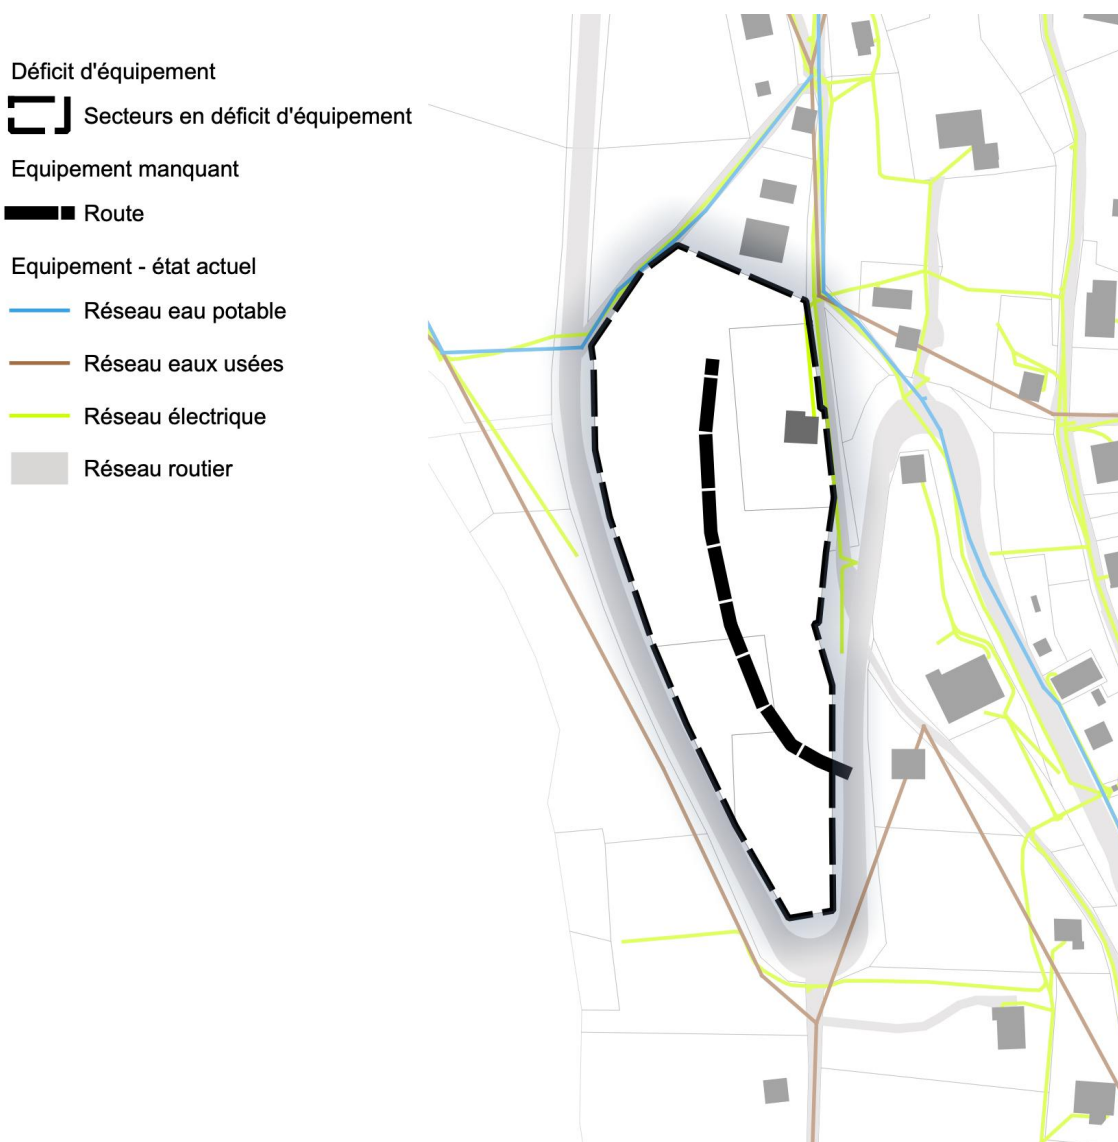 Déficit d'équipement
Secteurs en déficit d'équipement
Equipement manquant
Route
Equipement - état actuel
Réseau eau potable
Réseau eaux usées
Réseau électrique
Réseau routier